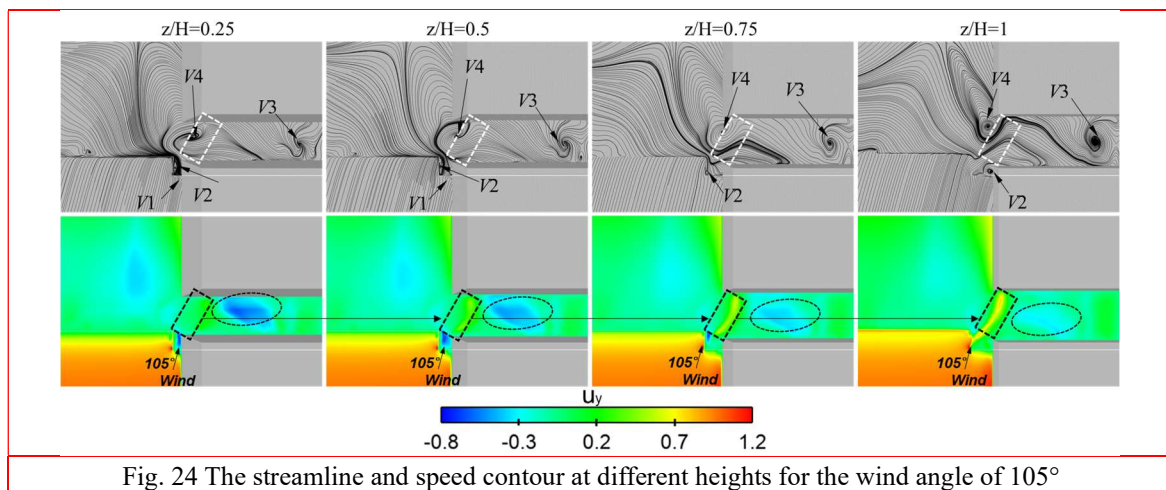 z/H=0.25 z/H=0.5 z/H=0.75 z/H=1
V4 V4 V4 V4
V3 V3 V3 V3
V1 V2 V1 V2 V2 V2
105° 105° 105° 105°
Wind Wind Wind Wind
uy
-0.8 -0.3 0.2 0.7 1.2
Fig. 24 The streamline and speed contour at different heights for the wind angle of 105°